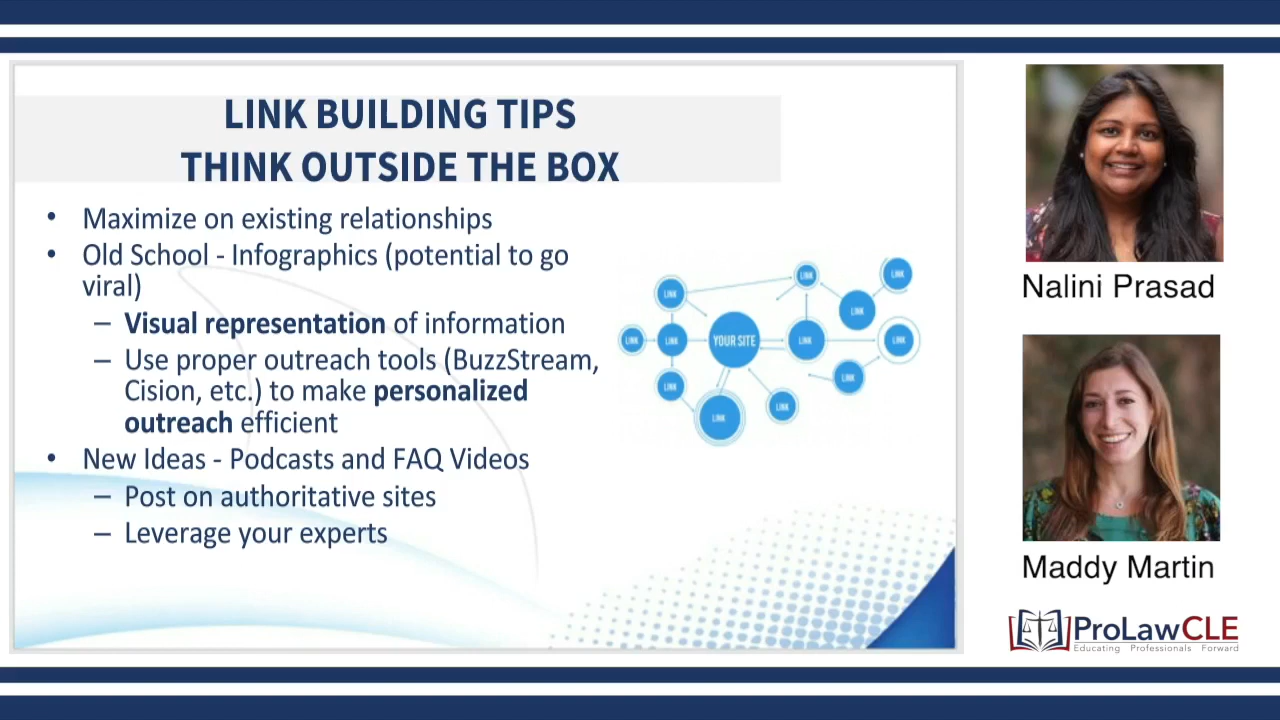 LINK BUILDING TIPS
THINK OUTSIDE THE BOX
• Maximize on existing relationships
• Old School - Infographics (potential to go
viral)
– Visual representation of information
– Use proper outreach tools (BuzzStream,
Cision, etc.) to make personalized
outreach efficient
• New Ideas - Podcasts and FAQ Videos
– Post on authoritative sites
– Leverage your experts
LINK
LINK
LINK
LINK
LINK
LINK
YOUR SITE
LINK
LINK
LINK
LINK
LINK
LINK
Nalini Prasad
Maddy Martin
ProLawCLE
Educating Professionals Forward